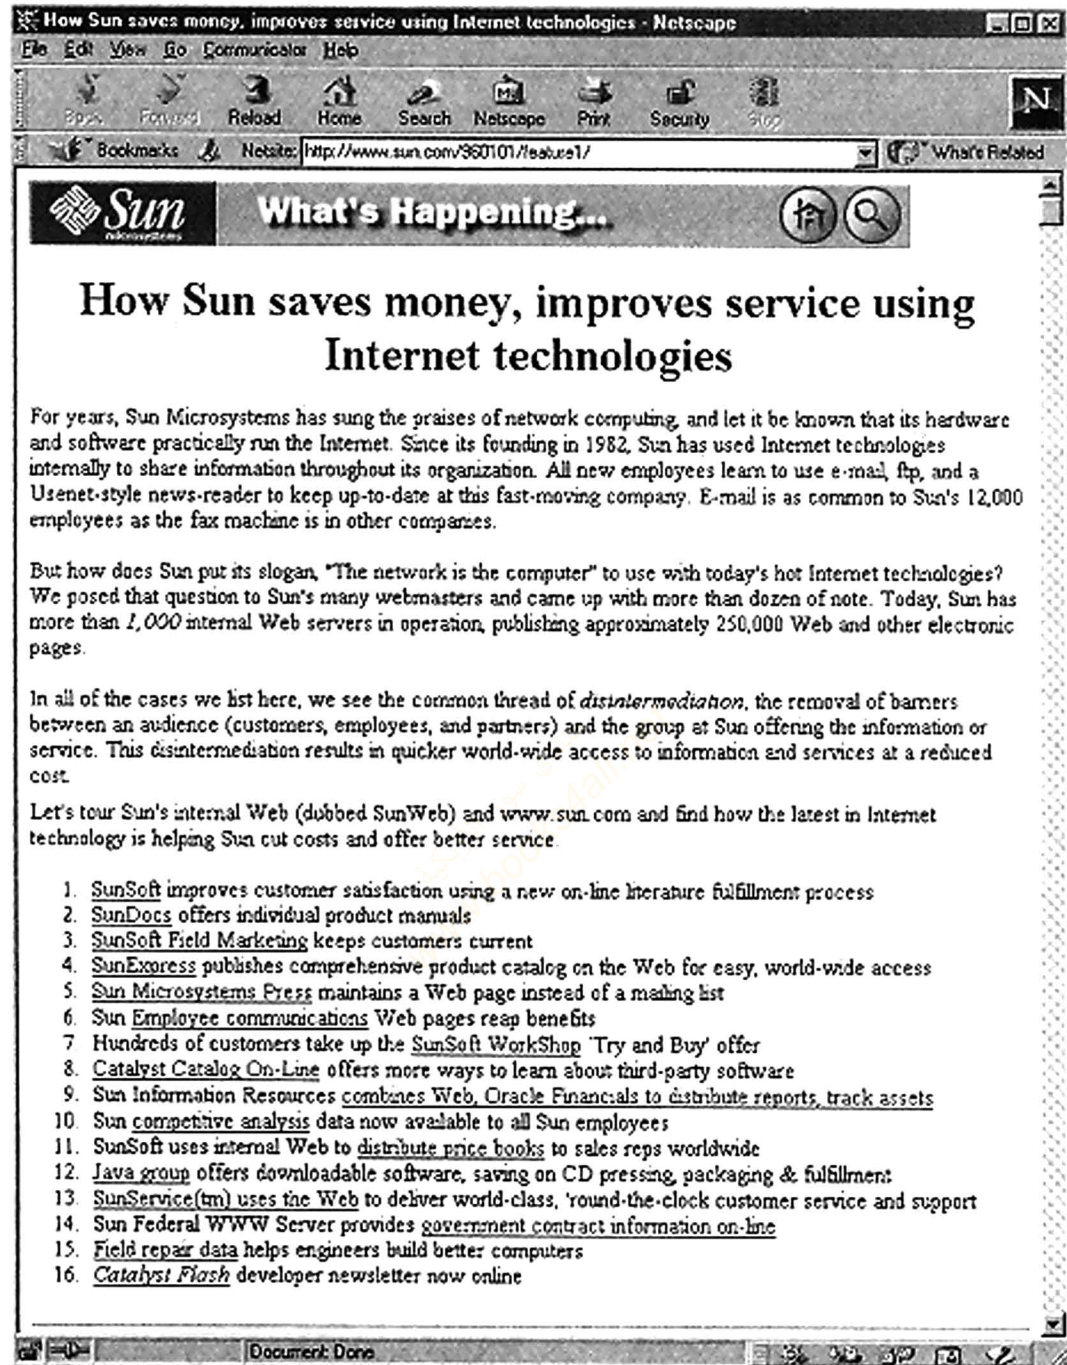 How Sun saves money, improves service using Internet technologies - Netscape
File Edit View Go Communicator Help
Back Forward Reload Home Search Netscape Print Security Stop
N
Bookmarks Netsite: http://www.sun.com/960101/feature1/ What's Related
Sun microsystems What's Happening...
How Sun saves money, improves service using
Internet technologies
For years, Sun Microsystems has sung the praises of network computing, and let it be known that its hardware
and software practically run the Internet. Since its founding in 1982, Sun has used Internet technologies
internally to share information throughout its organization. All new employees learn to use e-mail, ftp, and a
Usenet-style news-reader to keep up-to-date at this fast-moving company. E-mail is as common to Sun's 12,000
employees as the fax machine is in other companies.
But how does Sun put its slogan, "The network is the computer" to use with today's hot Internet technologies?
We posed that question to Sun's many webmasters and came up with more than dozen of note. Today, Sun has
more than 1,000 internal Web servers in operation, publishing approximately 250,000 Web and other electronic
pages.
In all of the cases we list here, we see the common thread of disintermediation, the removal of barriers
between an audience (customers, employees, and partners) and the group at Sun offering the information or
service. This disintermediation results in quicker world-wide access to information and services at a reduced
cost.
Let's tour Sun's internal Web (dubbed SunWeb) and www.sun.com and find how the latest in Internet
technology is helping Sun cut costs and offer better service.
1. SunSoft improves customer satisfaction using a new on-line literature fulfillment process
2. SunDocs offers individual product manuals
3. SunSoft Field Marketing keeps customers current
4. SunExpress publishes comprehensive product catalog on the Web for easy, world-wide access
5. Sun Microsystems Press maintains a Web page instead of a mailing list
6. Sun Employee communications Web pages reap benefits
7 Hundreds of customers take up the SunSoft WorkShop 'Try and Buy' offer
8. Catalyst Catalog On-Line offers more ways to learn about third-party software
9. Sun Information Resources combines Web, Oracle Financials to distribute reports, track assets
10. Sun competitive analysis data now available to all Sun employees
11. SunSoft uses internal Web to distribute price books to sales reps worldwide
12. Java group offers downloadable software, saving on CD pressing, packaging & fulfillment
13. SunService(tm) uses the Web to deliver world-class, 'round-the-clock customer service and support
14. Sun Federal WWW Server provides government contract information on-line
15. Field repair data helps engineers build better computers
16. Catalyst Flash developer newsletter now online
Document: Done